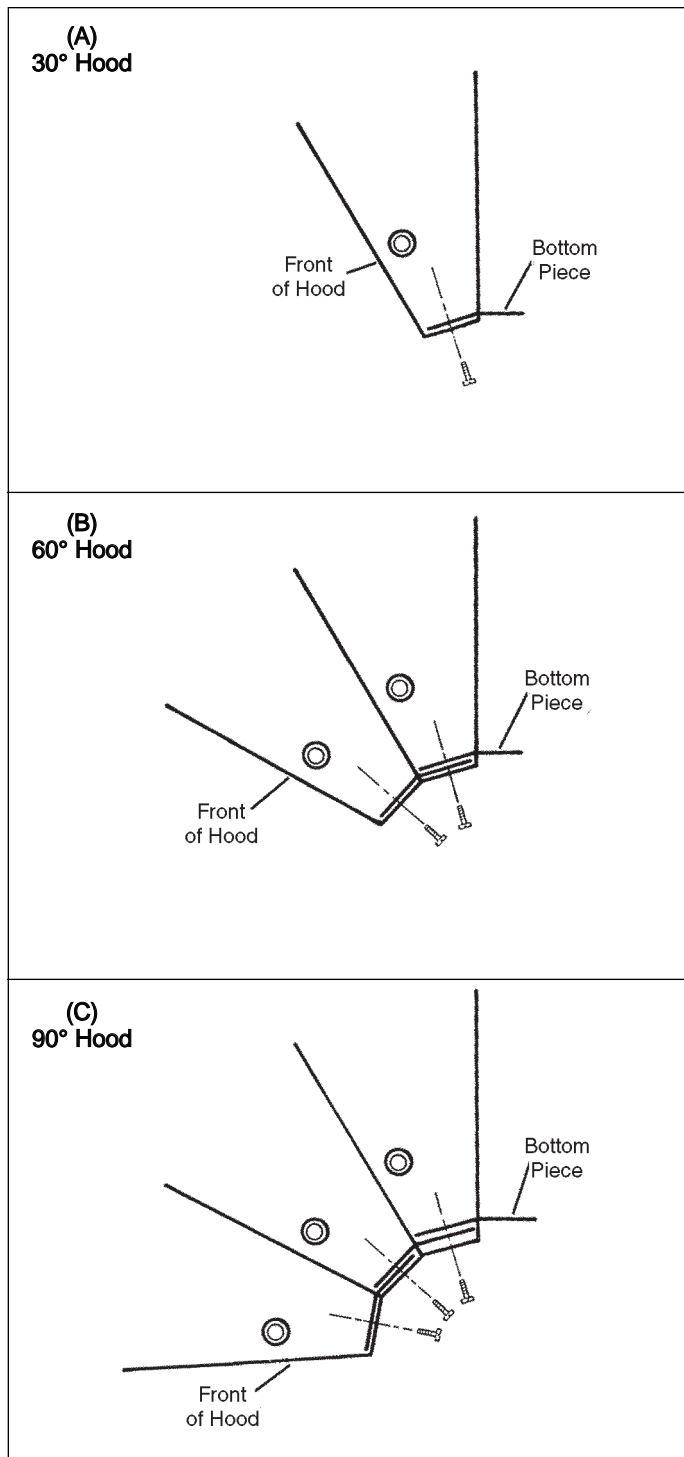 (A)
30° Hood
Front
of Hood
Bottom
Piece
(B)
60° Hood
Bottom
Piece
Front
of Hood
(C)
90° Hood
Bottom
Piece
Front
of Hood